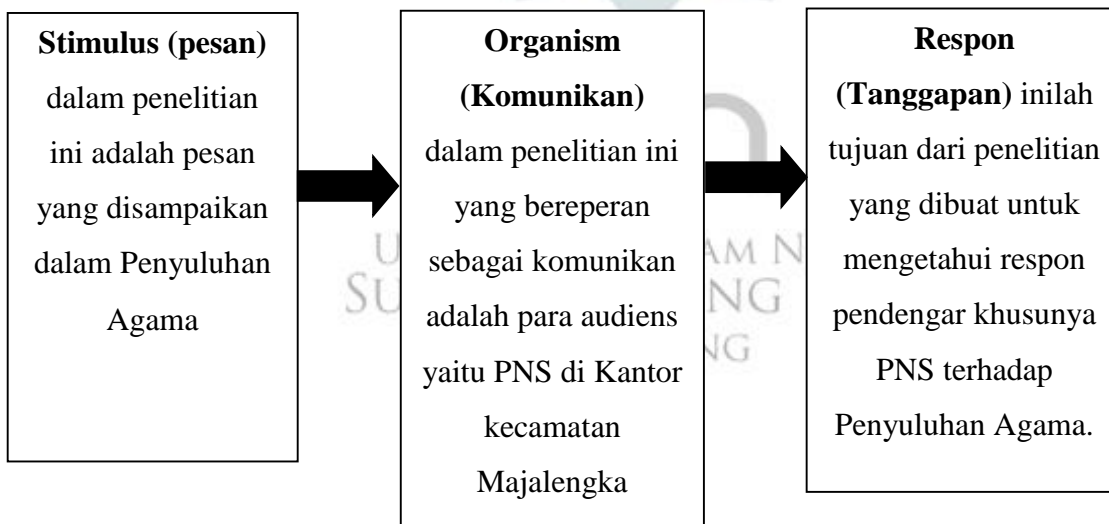 Stimulus (pesan)
dalam penelitian
ini adalah pesan
yang disampaikan
dalam Penyuluhan
Agama
Organism
(Komunikan)
dalam penelitian ini
yang bereperan
sebagai komunikan
adalah para audiens
yaitu PNS di Kantor
kecamatan
Majalengka
Respon
(Tanggapan) inilah
tujuan dari penelitian
yang dibuat untuk
mengetahui respon
pendengar khusunya
PNS terhadap
Penyuluhan Agama.